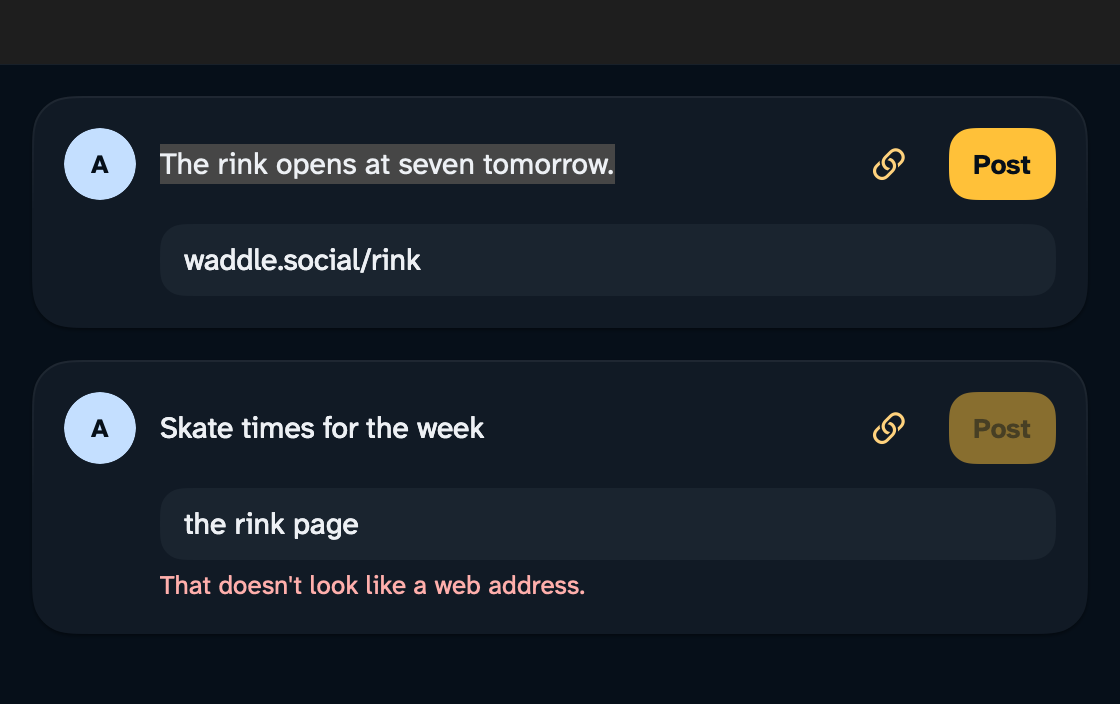 A
The rink opens at seven tomorrow.
Post
waddle.social/rink
A
Skate times for the week
Post
the rink page
That doesn't look like a web address.